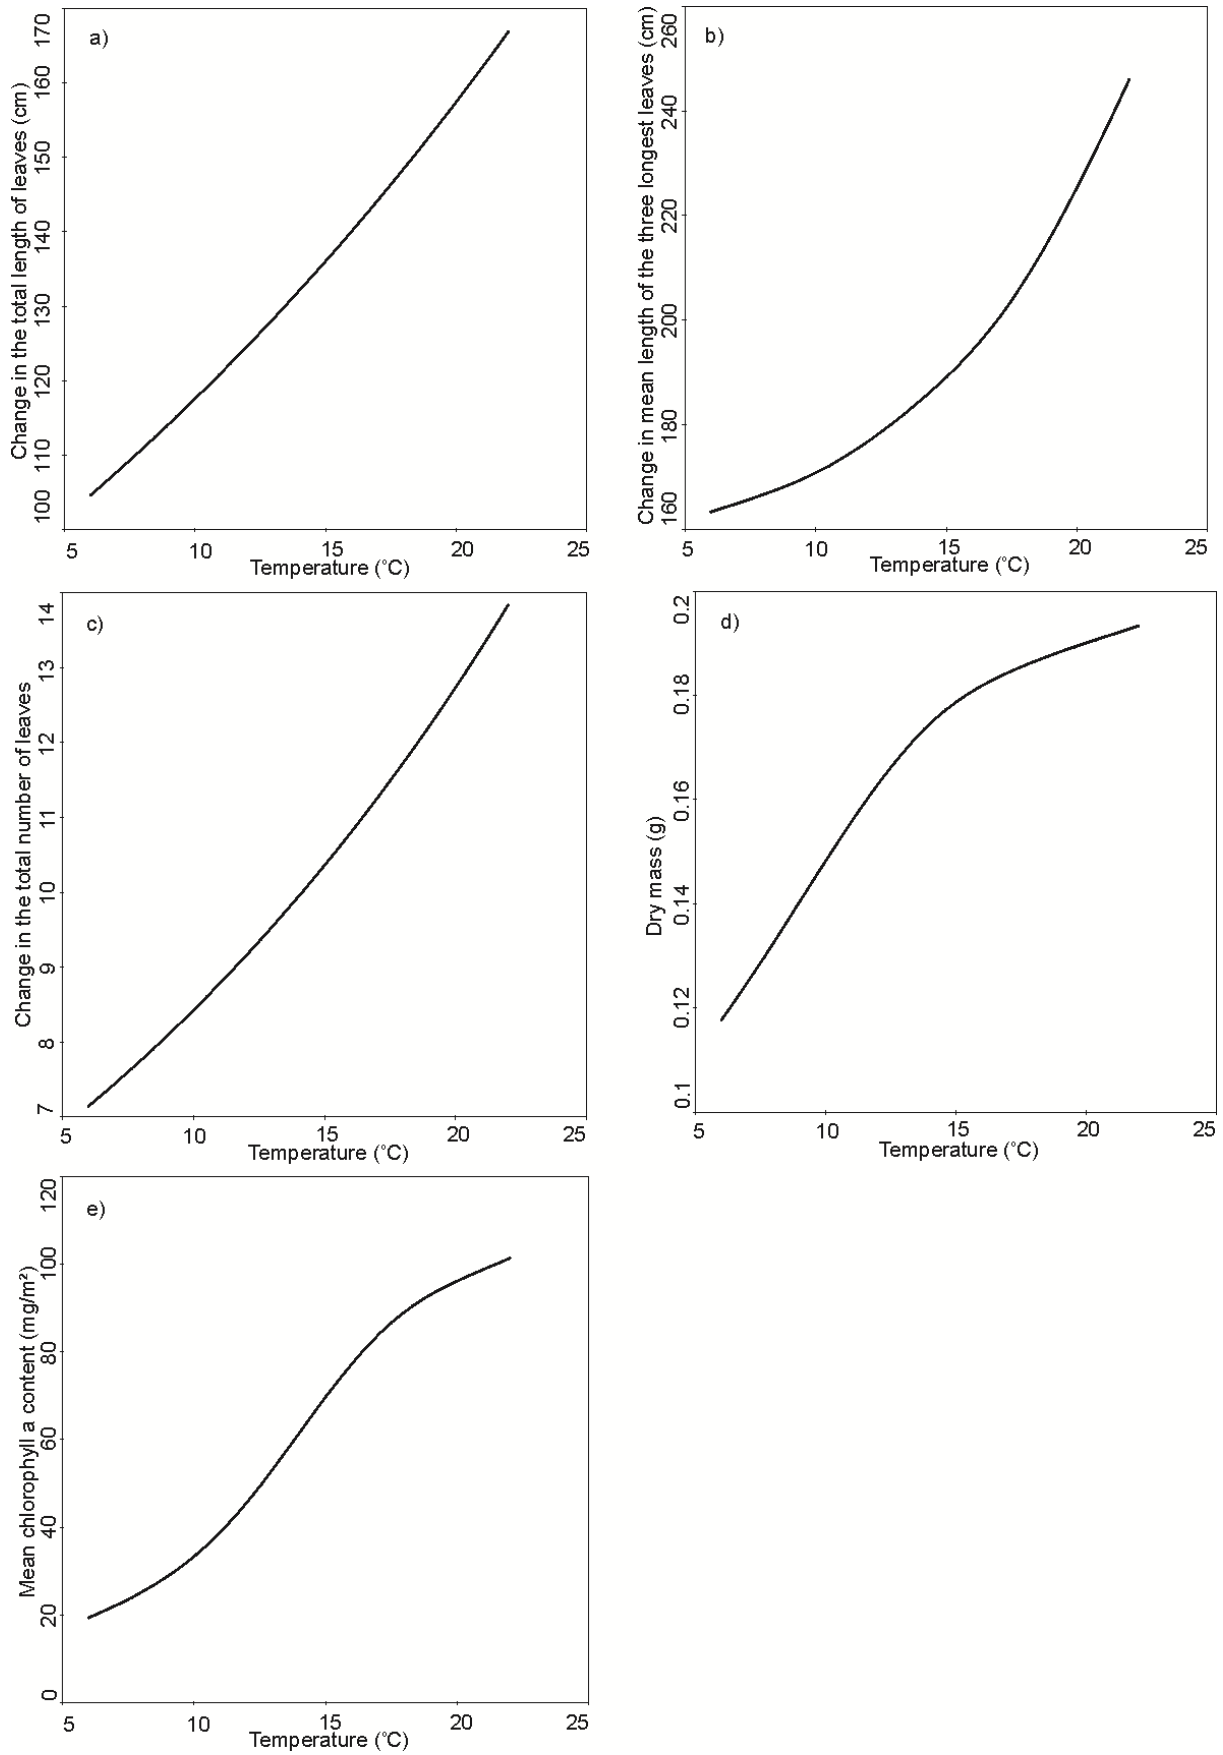 a)
Change in the total length of leaves (cm)
100 110 120 130 140 150 160 170
5 10 15 20 25
Temperature (°C)
b)
Change in mean length of the three longest leaves (cm)
160 180 200 220 240 260
5 10 15 20 25
Temperature (°C)
c)
Change in the total number of leaves
7 8 9 10 11 12 13 14
5 10 15 20 25
Temperature (°C)
d)
Dry mass (g)
0.1 0.12 0.14 0.16 0.18 0.2
5 10 15 20 25
Temperature (°C)
e)
Mean chlorophyll a content (mg/m²)
0 20 40 60 80 100 120
5 10 15 20 25
Temperature (°C)